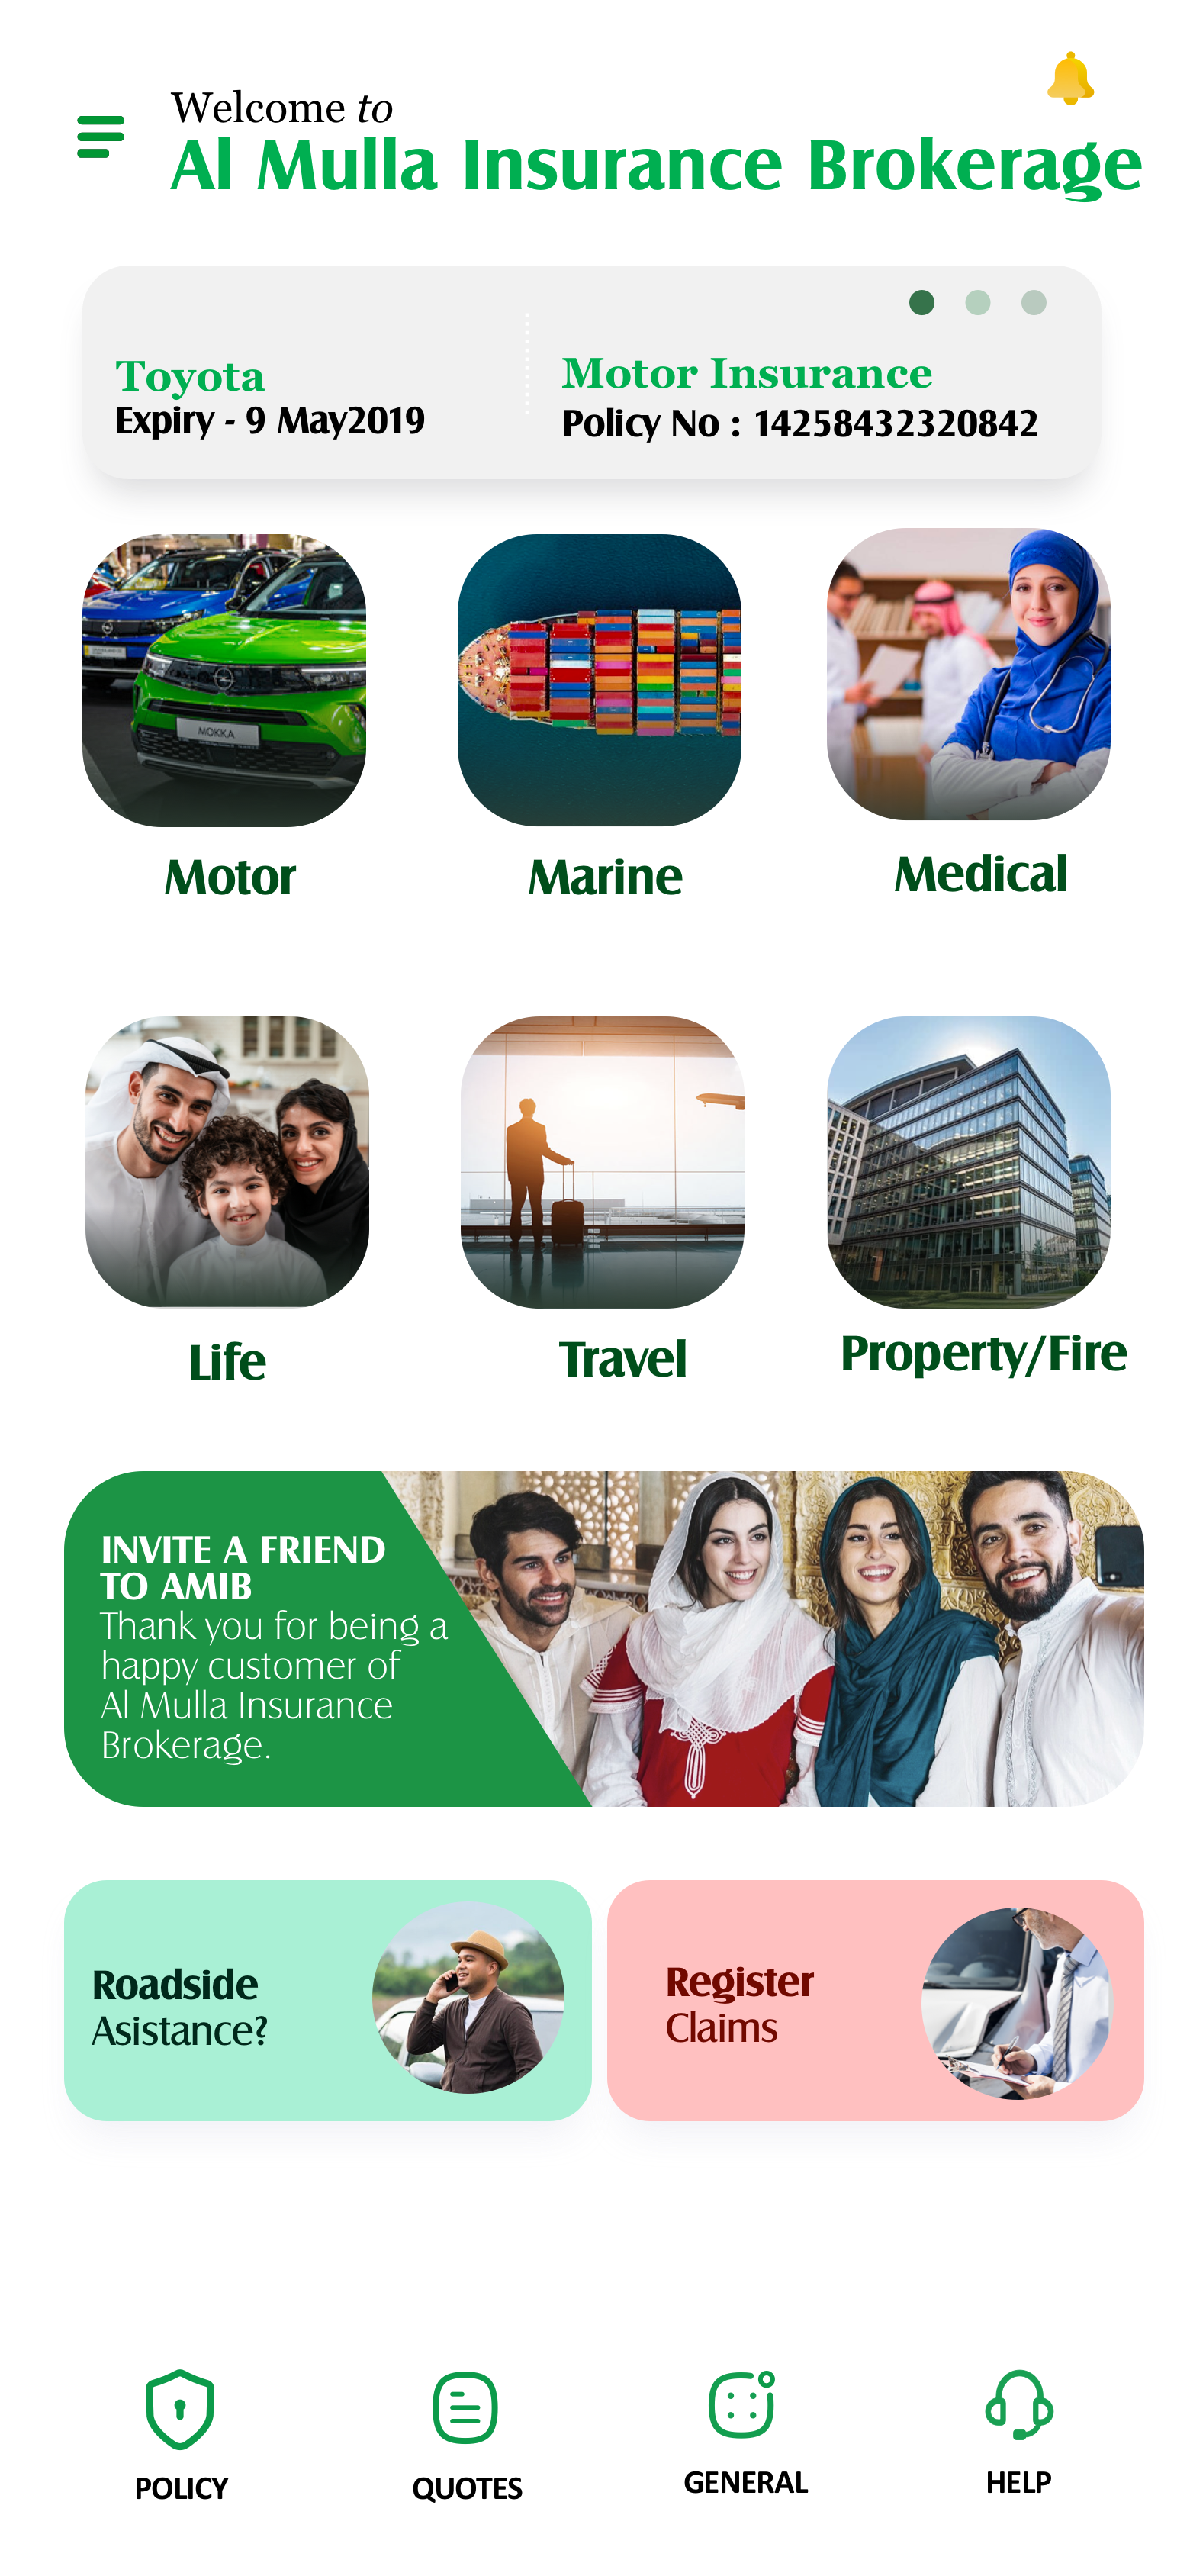 Welcome to
Al Mulla Insurance Brokerage
Toyota
Expiry - 9 May2019
Motor Insurance
Policy No : 14258432320842
MOKKA
Motor
Marine
Medical
Life
Travel
Property/Fire
INVITE A FRIEND
TO AMIB
Thank you for being a
happy customer of
Al Mulla Insurance
Brokerage.
Roadside
Asistance?
Register
Claims
POLICY
QUOTES
GENERAL
HELP